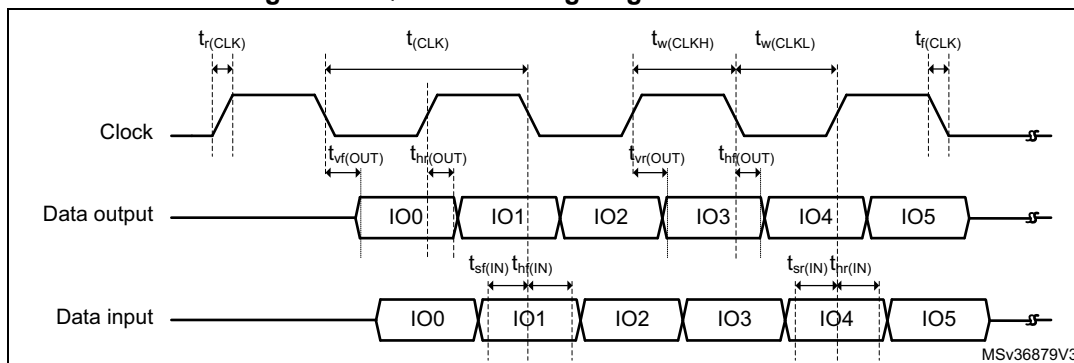 tr(CLK) t(CLK) tw(CLKH) tw(CLKL) tf(CLK)
Clock
tvf(OUT) thr(OUT) tvr(OUT) thf(OUT)
Data output IO0 IO1 IO2 IO3 IO4 IO5
tsf(IN) thf(IN) tsr(IN) thr(IN)
Data input IO0 IO1 IO2 IO3 IO4 IO5
MSv36879V3